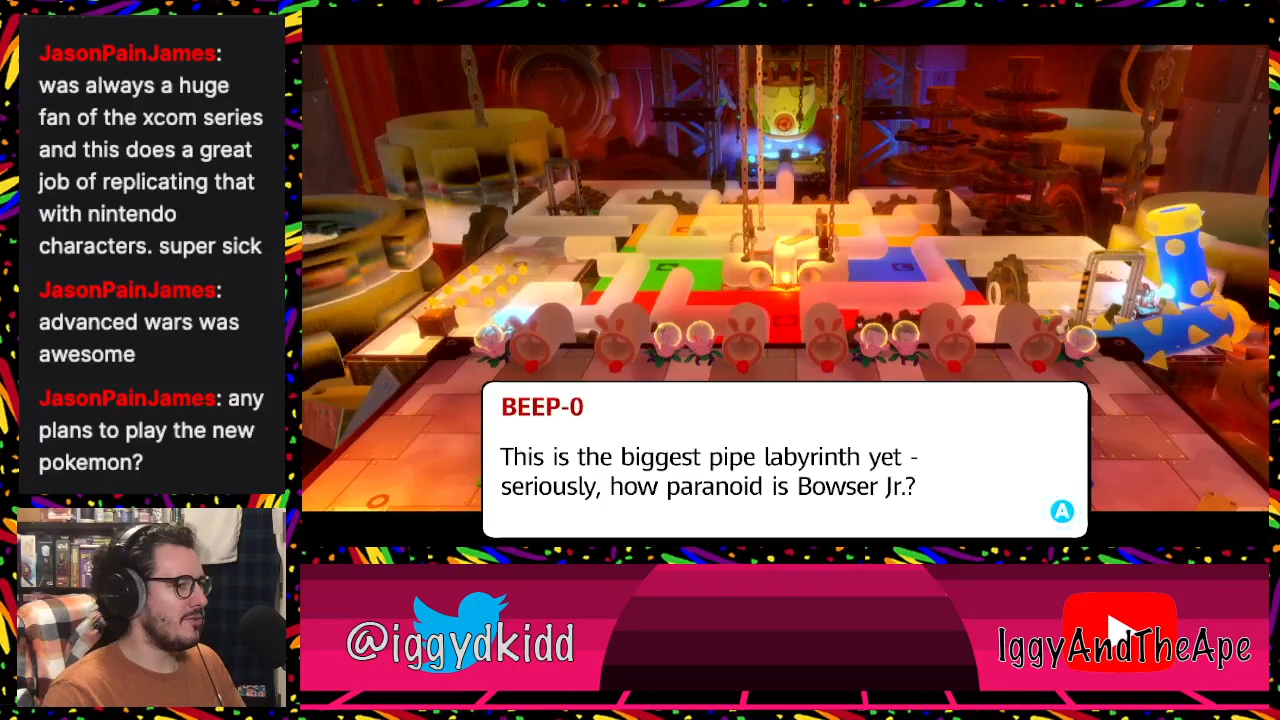 JasonPainJames:
was always a huge
fan of the xcom series
and this does a great
job of replicating that
with nintendo
characters. super sick
JasonPainJames:
advanced wars was
awesome
JasonPainJames: any
plans to play the new
pokemon?
BEEP-0
This is the biggest pipe labyrinth yet -
seriously, how paranoid is Bowser Jr.?
A
@iggydkidd
IggyAndTheApe